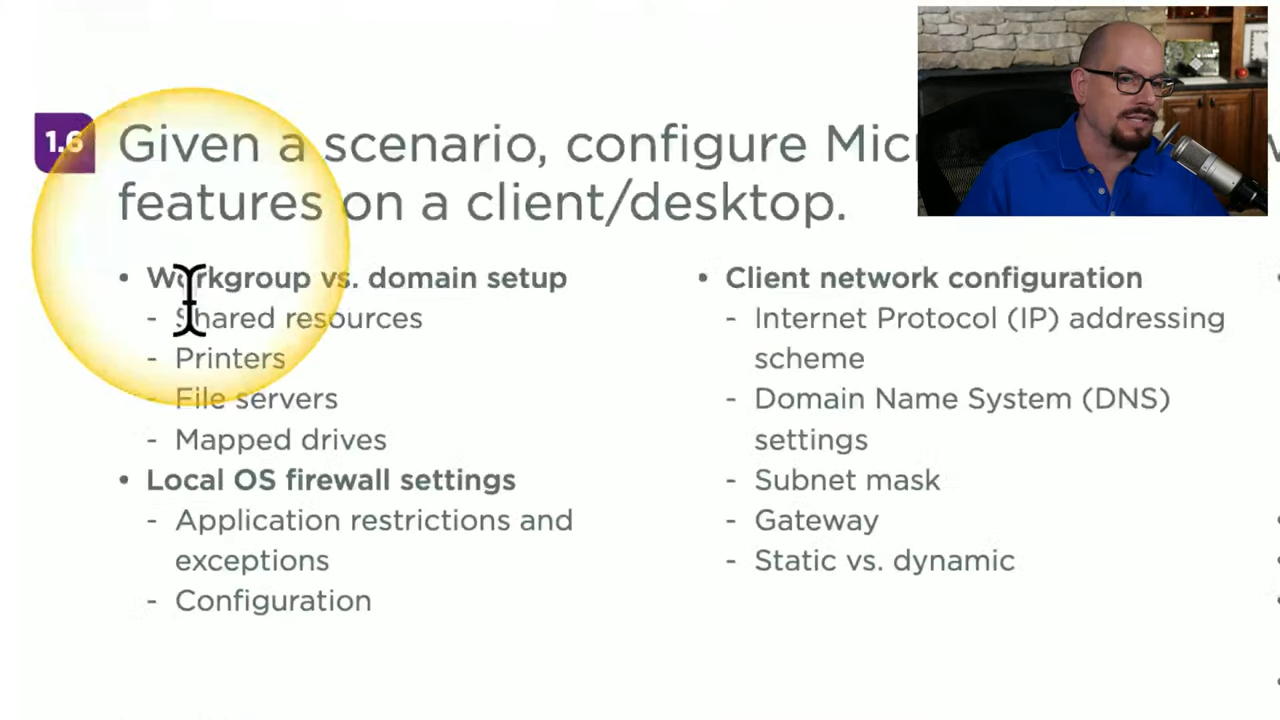 1.6
Given a scenario, configure Mic
features on a client/desktop.
• Workgroup vs. domain setup
- Shared resources
- Printers
- File servers
- Mapped drives
• Local OS firewall settings
- Application restrictions and
exceptions
- Configuration
• Client network configuration
- Internet Protocol (IP) addressing
scheme
- Domain Name System (DNS)
settings
- Subnet mask
- Gateway
- Static vs. dynamic